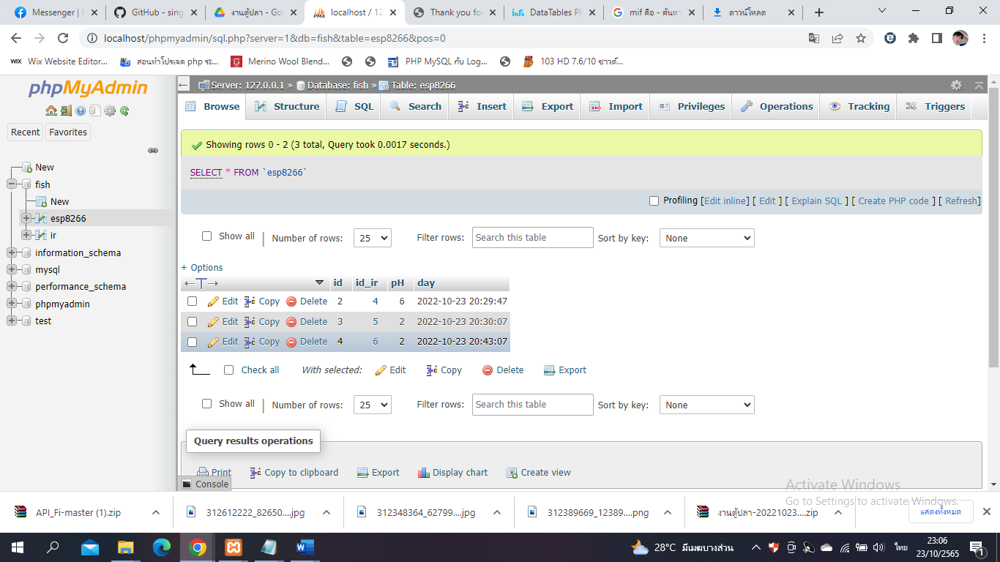 Messenger | F
GitHub - sing
งานตู้ปลา - Go
localhost / 12
Thank you fo
DataTables Pl
mif คือ - ค้นหา
ดาวน์โหลด
localhost/phpmyadmin/sql.php?server=1&db=fish&table=esp8266&pos=0
WIX Wix Website Editor...
สอนทำโปรเจค php ระ...
G Merino Wool Blend...
PHP MySQL กับ Log...
103 HD 7.6/10 ซาวด์...
phpMyAdmin
Recent Favorites
New
fish
New
esp8266
ir
information_schema
mysql
performance_schema
phpmyadmin
test
Server: 127.0.0.1 » Database: fish » Table: esp8266
Browse Structure SQL Search Insert Export Import Privileges Operations Tracking Triggers
Showing rows 0 - 2 (3 total, Query took 0.0017 seconds.)
SELECT * FROM `esp8266`
Profiling [Edit inline] [ Edit ] [ Explain SQL ] [ Create PHP code ] [ Refresh]
Show all | Number of rows: 25 Filter rows: Search this table Sort by key: None
+ Options
←T→ id id_ir pH day
Edit Copy Delete 2 4 6 2022-10-23 20:29:47
Edit Copy Delete 3 5 2 2022-10-23 20:30:07
Edit Copy Delete 4 6 2 2022-10-23 20:43:07
Check all With selected: Edit Copy Delete Export
Show all | Number of rows: 25 Filter rows: Search this table Sort by key: None
Query results operations
Print Copy to clipboard Export Display chart Create view
Console
Activate Windows
Go to Settings to activate Windows.
API_Fi-master (1).zip
312612222_82650....jpg
312348364_62799....jpg
312389669_12389....png
งานตู้ปลา-20221023....zip
แสดงทั้งหมด
28°C มีเมฆบางส่วน
ไทย
23:06
23/10/2565
1